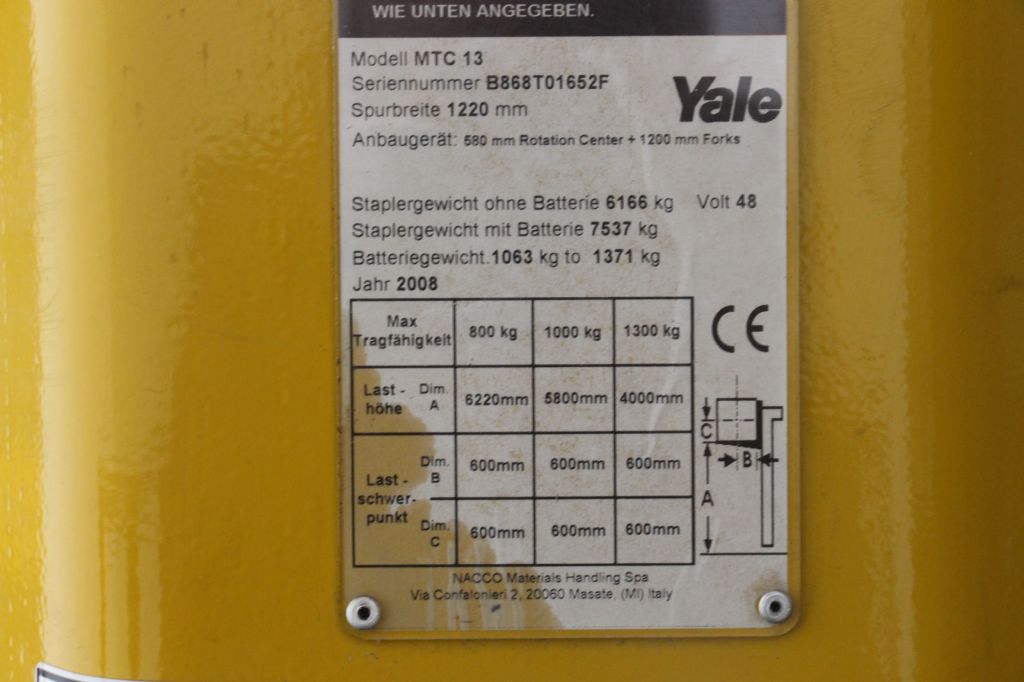 WIE UNTEN ANGEGEBEN.
Modell MTC 13
Seriennummer B868T01652F
Yale
Spurbreite 1220 mm
Anbaugerät: 580 mm Rotation Center + 1200 mm Forks
Staplergewicht ohne Batterie 6166 kg Volt 48
Staplergewicht mit Batterie 7537 kg
Batteriegewicht.1063 kg to 1371 kg
Jahr 2008
Max
Tragfähigkeit 800 kg 1000 kg 1300 kg
CE
Last - Dim.
höhe A 6220mm 5800mm 4000mm
Last - Dim. B 600mm 600mm 600mm
schwer-
punkt Dim. C 600mm 600mm 600mm
C
B
A
NACCO Materials Handling Spa
Via Confalonieri 2, 20060 Masate, (MI) Italy